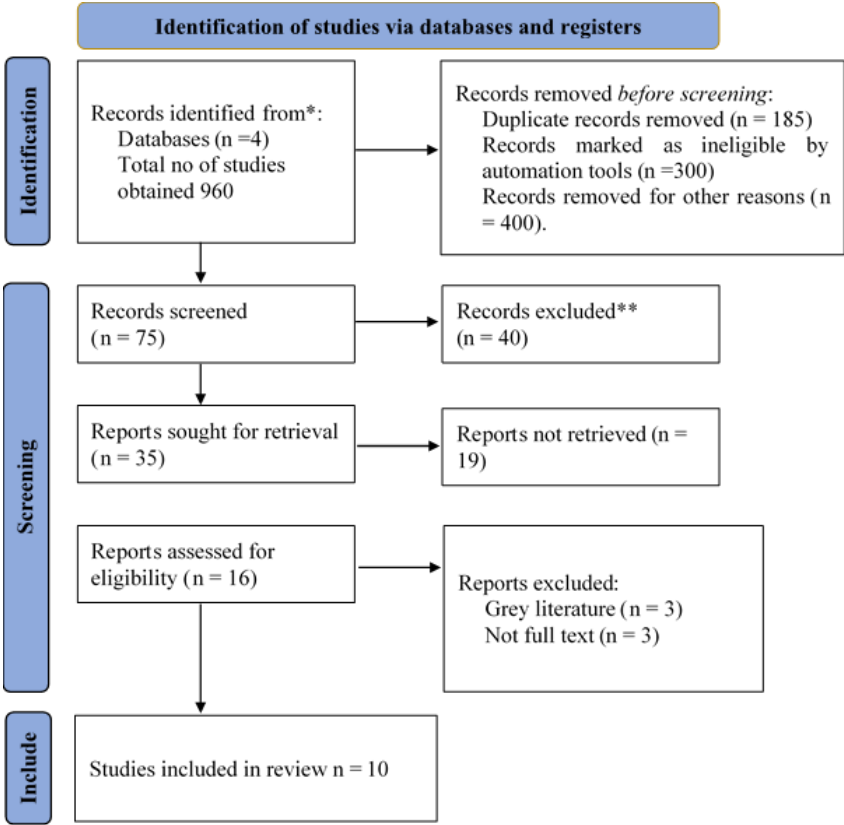 Identification of studies via databases and registers
Identification
Records identified from*:
Databases (n =4)
Total no of studies
obtained 960
Records removed before screening:
Duplicate records removed (n = 185)
Records marked as ineligible by
automation tools (n =300)
Records removed for other reasons (n
= 400).
Screening
Records screened
(n = 75)
Records excluded**
(n = 40)
Reports sought for retrieval
(n = 35)
Reports not retrieved (n =
19)
Reports assessed for
eligibility (n = 16)
Reports excluded:
Grey literature (n = 3)
Not full text (n = 3)
Include
Studies included in review n = 10